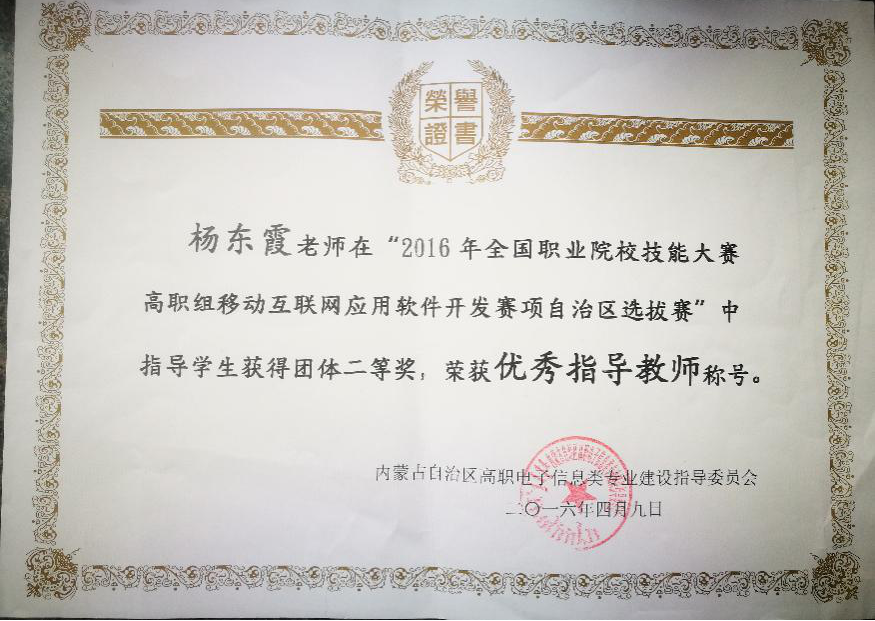 榮譽
證書
杨东霞老师在“2016年全国职业院校技能大赛
高职组移动互联网应用软件开发赛项自治区选拔赛”中
指导学生获得团体二等奖，荣获优秀指导教师称号。
内蒙古自治区高职电子信息类专业建设指导委员会
二〇一六年四月九日